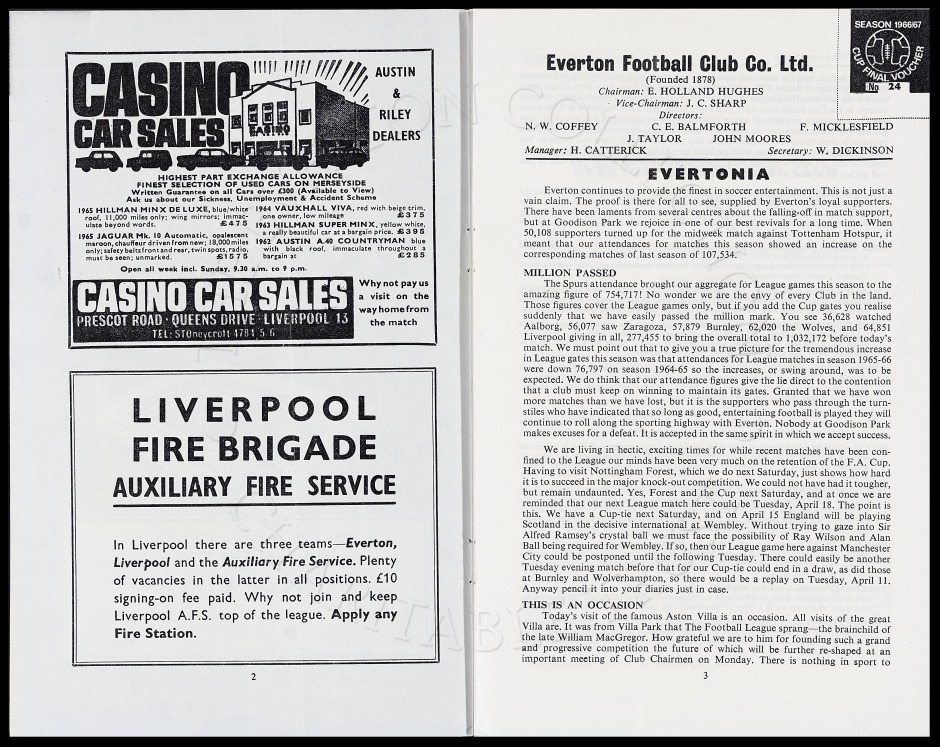 CASINO
CAR SALES
CASINO
AUSTIN
&
RILEY
DEALERS
HIGHEST PART EXCHANGE ALLOWANCE
FINEST SELECTION OF USED CARS ON MERSEYSIDE
Written Guarantee on all Cars over £300 (Available to View)
Ask us about our Sickness, Unemployment & Accident Scheme
1965 HILLMAN MINX DE LUXE, blue/white
roof, 11,000 miles only; wing mirrors; immac-
ulate beyond words. £475
1965 JAGUAR Mk. 10 Automatic, opalescent
maroon, chauffeur driven from new; 18,000 miles
only; safety belts front and rear, twin spots, radio,
must be seen; unmarked. £1575
1964 VAUXHALL VIVA, red with beige trim,
one owner, low mileage £375
1963 HILLMAN SUPER MINX, yellow white,
a really beautiful car at a bargain price. £395
1962 AUSTIN A.40 COUNTRYMAN blue
with black roof, immaculate throughout a
bargain at £285
Open all week incl. Sunday, 9.30 a.m. to 9 p.m.
CASINO CAR SALES
PRESCOT ROAD · QUEENS DRIVE · LIVERPOOL 13
TEL: STOneycroft 4781 5 6
Why not pay us
a visit on the
way home from
the match
LIVERPOOL
FIRE BRIGADE
AUXILIARY FIRE SERVICE
In Liverpool there are three teams—Everton,
Liverpool and the Auxiliary Fire Service. Plenty
of vacancies in the latter in all positions. £10
signing-on fee paid. Why not join and keep
Liverpool A.F.S. top of the league. Apply any
Fire Station.
2
SEASON 1966/67
CUP FINAL VOUCHER
No 24
Everton Football Club Co. Ltd.
(Founded 1878)
Chairman: E. HOLLAND HUGHES
Vice-Chairman: J. C. SHARP
Directors:
N. W. COFFEY C. E. BALMFORTH F. MICKLESFIELD
J. TAYLOR JOHN MOORES
Manager: H. CATTERICK Secretary: W. DICKINSON
EVERTONIA
Everton continues to provide the finest in soccer entertainment. This is not just a
vain claim. The proof is there for all to see, supplied by Everton's loyal supporters.
There have been laments from several centres about the falling-off in match support,
but at Goodison Park we rejoice in one of our best revivals for a long time. When
50,108 supporters turned up for the midweek match against Tottenham Hotspur, it
meant that our attendances for matches this season showed an increase on the
corresponding matches of last season of 107,534.
MILLION PASSED
The Spurs attendance brought our aggregate for League games this season to the
amazing figure of 754,717! No wonder we are the envy of every Club in the land.
Those figures cover the League games only, but if you add the Cup gates you realise
suddenly that we have easily passed the million mark. You see 36,628 watched
Aalborg, 56,077 saw Zaragoza, 57,879 Burnley, 62,020 the Wolves, and 64,851
Liverpool giving in all, 277,455 to bring the overall total to 1,032,172 before today's
match. We must point out that to give you a true picture for the tremendous increase
in League gates this season was that attendances for League matches in season 1965-66
were down 76,797 on season 1964-65 so the increases, or swing around, was to be
expected. We do think that our attendance figures give the lie direct to the contention
that a club must keep on winning to maintain its gates. Granted that we have won
more matches than we have lost, but it is the supporters who pass through the turn-
stiles who have indicated that so long as good, entertaining football is played they will
continue to roll along the sporting highway with Everton. Nobody at Goodison Park
makes excuses for a defeat. It is accepted in the same spirit in which we accept success.
We are living in hectic, exciting times for while recent matches have been con-
fined to the League our minds have been very much on the retention of the F.A. Cup.
Having to visit Nottingham Forest, which we do next Saturday, just shows how hard
it is to succeed in the major knock-out competition. We could not have had it tougher,
but remain undaunted. Yes, Forest and the Cup next Saturday, and at once we are
reminded that our next League match here could be Tuesday, April 18. The point is
this. We have a Cup-tie next Saturday, and on April 15 England will be playing
Scotland in the decisive international at Wembley. Without trying to gaze into Sir
Alfred Ramsey's crystal ball we must face the possibility of Ray Wilson and Alan
Ball being required for Wembley. If so, then our League game here against Manchester
City could be postponed until the following Tuesday. There could easily be another
Tuesday evening match before that for our Cup-tie could end in a draw, as did those
at Burnley and Wolverhampton, so there would be a replay on Tuesday, April 11.
Anyway pencil it into your diaries just in case.
THIS IS AN OCCASION
Today's visit of the famous Aston Villa is an occasion. All visits of the great
Villa are. It was from Villa Park that The Football League sprang—the brainchild of
the late William MacGregor. How grateful we are to him for founding such a grand
and progressive competition the future of which will be further re-shaped at an
important meeting of Club Chairmen on Monday. There is nothing in sport to
3